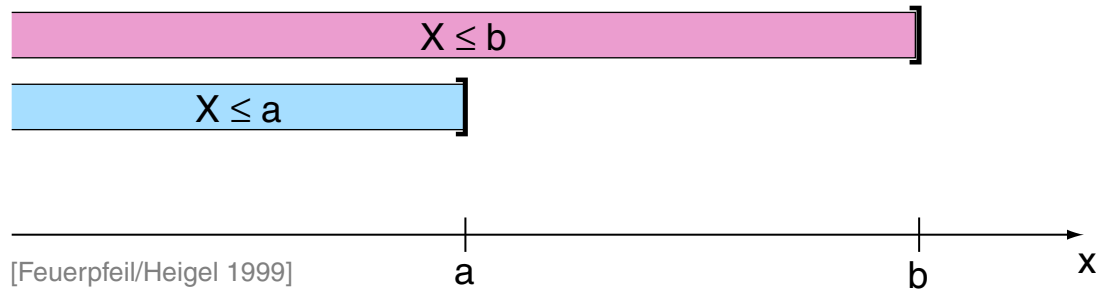 X ≤ b
X ≤ a
x
[Feuerpfeil/Heigel 1999]
a
b